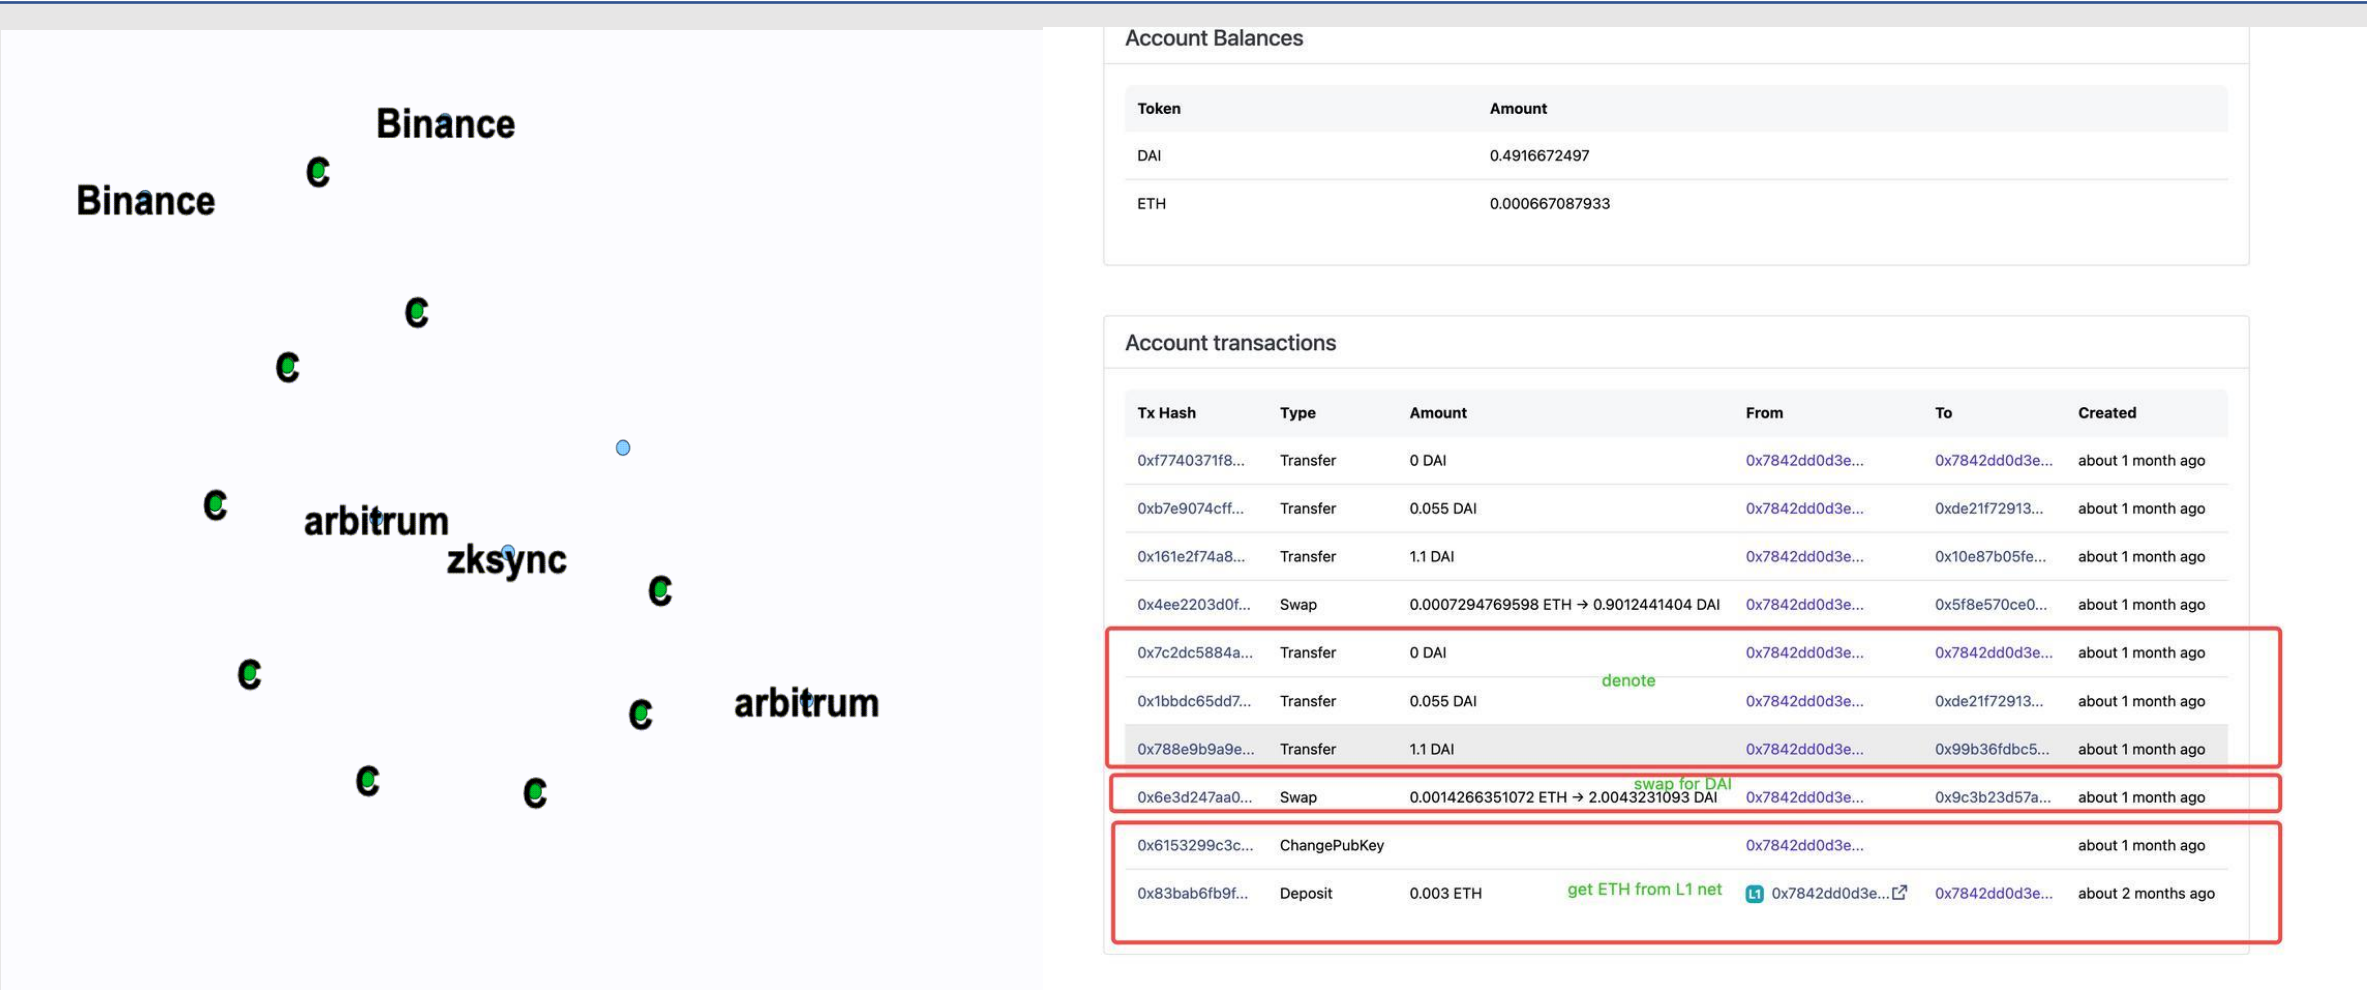 Binance
C
Binance
C
C
C
arbitrum
zksync
C
C
C
arbitrum
C
C
Account Balances
Token Amount
DAI 0.4916672497
ETH 0.000667087933
Account transactions
Tx Hash Type Amount From To Created
0xf7740371f8... Transfer 0 DAI 0x7842dd0d3e... 0x7842dd0d3e... about 1 month ago
0xb7e9074cff... Transfer 0.055 DAI 0x7842dd0d3e... 0xde21f72913... about 1 month ago
0x161e2f74a8... Transfer 1.1 DAI 0x7842dd0d3e... 0x10e87b05fe... about 1 month ago
0x4ee2203d0f... Swap 0.0007294769598 ETH → 0.9012441404 DAI 0x7842dd0d3e... 0x5f8e570ce0... about 1 month ago
0x7c2dc5884a... Transfer 0 DAI 0x7842dd0d3e... 0x7842dd0d3e... about 1 month ago
denote
0x1bbdc65dd7... Transfer 0.055 DAI 0x7842dd0d3e... 0xde21f72913... about 1 month ago
0x788e9b9a9e... Transfer 1.1 DAI 0x7842dd0d3e... 0x99b36fdbc5... about 1 month ago
swap for DAI
0x6e3d247aa0... Swap 0.0014266351072 ETH → 2.0043231093 DAI 0x7842dd0d3e... 0x9c3b23d57a... about 1 month ago
0x6153299c3c... ChangePubKey 0x7842dd0d3e... about 1 month ago
0x83bab6fb9f... Deposit 0.003 ETH get ETH from L1 net L1 0x7842dd0d3e... 0x7842dd0d3e... about 2 months ago